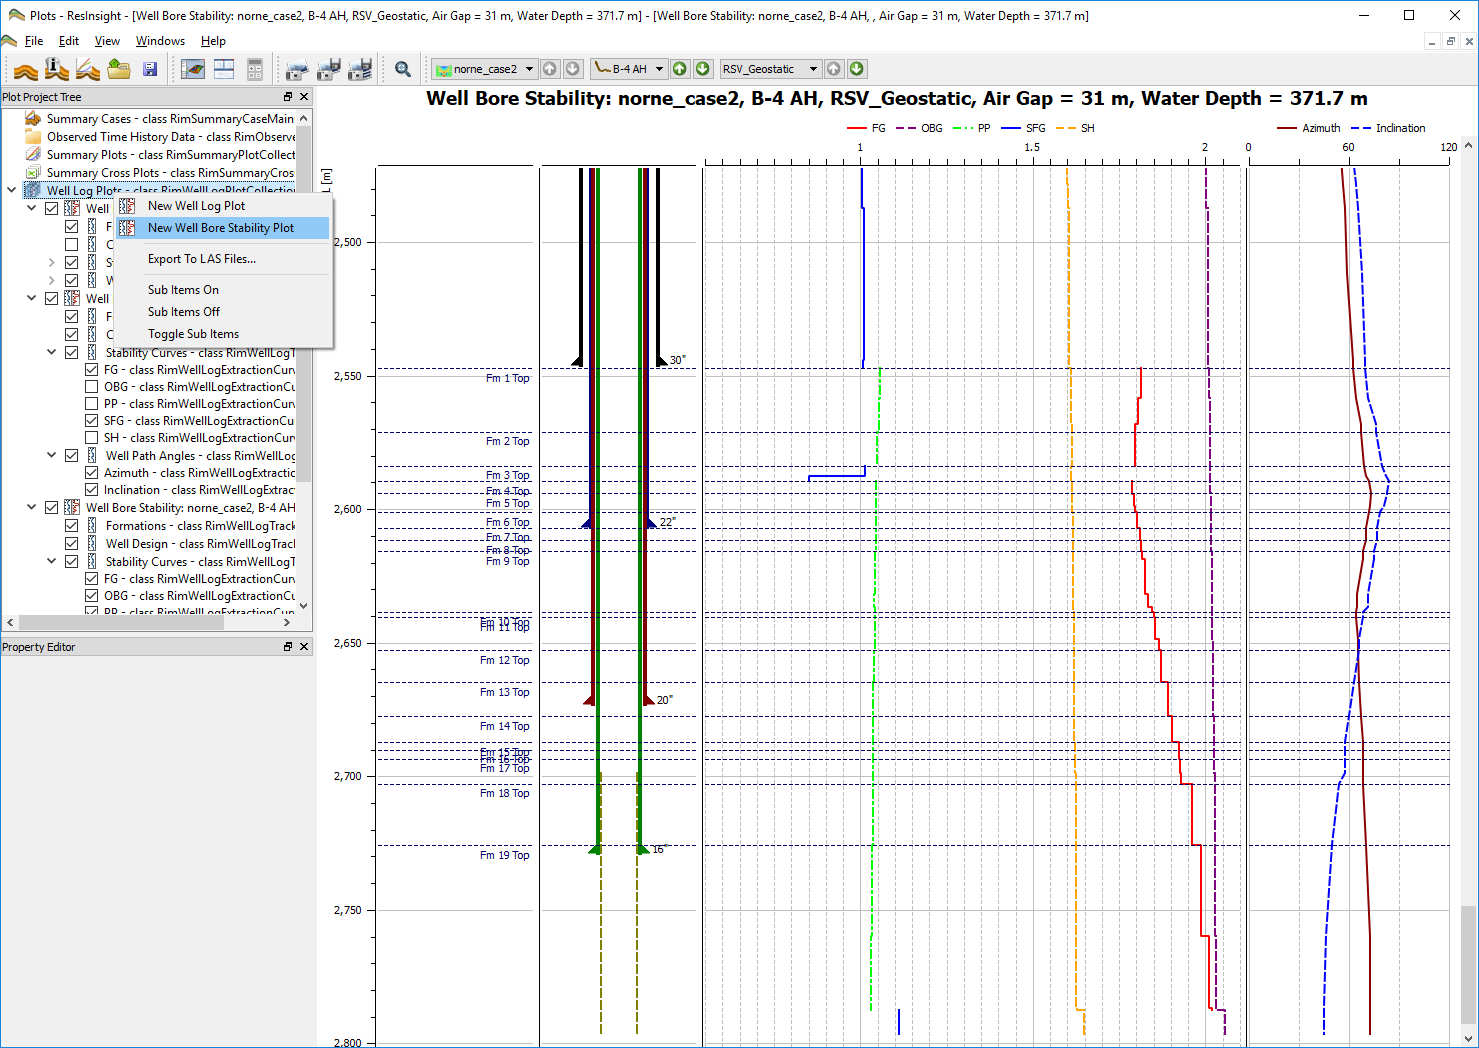 Plots - ResInsight - [Well Bore Stability: norne_case2, B-4 AH, RSV_Geostatic, Air Gap = 31 m, Water Depth = 371.7 m] - [Well Bore Stability: norne_case2, B-4 AH, , Air Gap = 31 m, Water Depth = 371.7 m]
File Edit View Windows Help
norne_case2 B-4 AH RSV_Geostatic
Plot Project Tree
Summary Cases - class RimSummaryCaseMain
Observed Time History Data - class RimObserve
Summary Plots - class RimSummaryPlotCollect
Summary Cross Plots - class RimSummaryCros
Well Log Plots - class RimWellLogPlotCollection
Well
New Well Log Plot
New Well Bore Stability Plot
Export To LAS Files...
Sub Items On
Sub Items Off
Toggle Sub Items
Well
Stability Curves - class RimWellLogT
FG - class RimWellLogExtractionCurv
OBG - class RimWellLogExtractionCu
PP - class RimWellLogExtractionCurv
SFG - class RimWellLogExtractionCur
SH - class RimWellLogExtractionCurv
Well Path Angles - class RimWellLog
Azimuth - class RimWellLogExtractio
Inclination - class RimWellLogExtrac
Well Bore Stability: norne_case2, B-4 AH
Formations - class RimWellLogTrack
Well Design - class RimWellLogTracl
Stability Curves - class RimWellLogT
FG - class RimWellLogExtractionCurv
OBG - class RimWellLogExtractionCu
PP - class RimWellLogExtractionCurv
Property Editor
Well Bore Stability: norne_case2, B-4 AH, RSV_Geostatic, Air Gap = 31 m, Water Depth = 371.7 m
FG OBG PP SFG SH Azimuth Inclination
1 1.5 2 0 60 120
[m]
2,500
2,550
2,600
2,650
2,700
2,750
2,800
Fm 1 Top
Fm 2 Top
Fm 3 Top
Fm 4 Top
Fm 5 Top
Fm 6 Top
Fm 7 Top
Fm 8 Top
Fm 9 Top
Fm 10 Top
Fm 11 Top
Fm 12 Top
Fm 13 Top
Fm 14 Top
Fm 15 Top
Fm 16 Top
Fm 17 Top
Fm 18 Top
Fm 19 Top
30"
22"
20"
16"